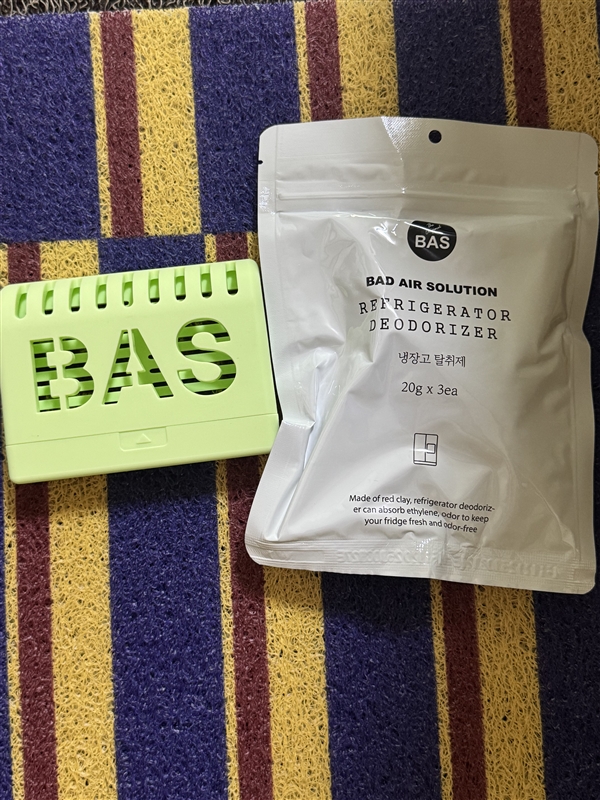 BAS
BAS
BAD AIR SOLUTION
REFRIGERATOR
DEODORIZER
냉장고 탈취제
20g x 3ea
Made of red clay, refrigerator deodoriz-
er can absorb ethylene, odor to keep
your fridge fresh and odor-free